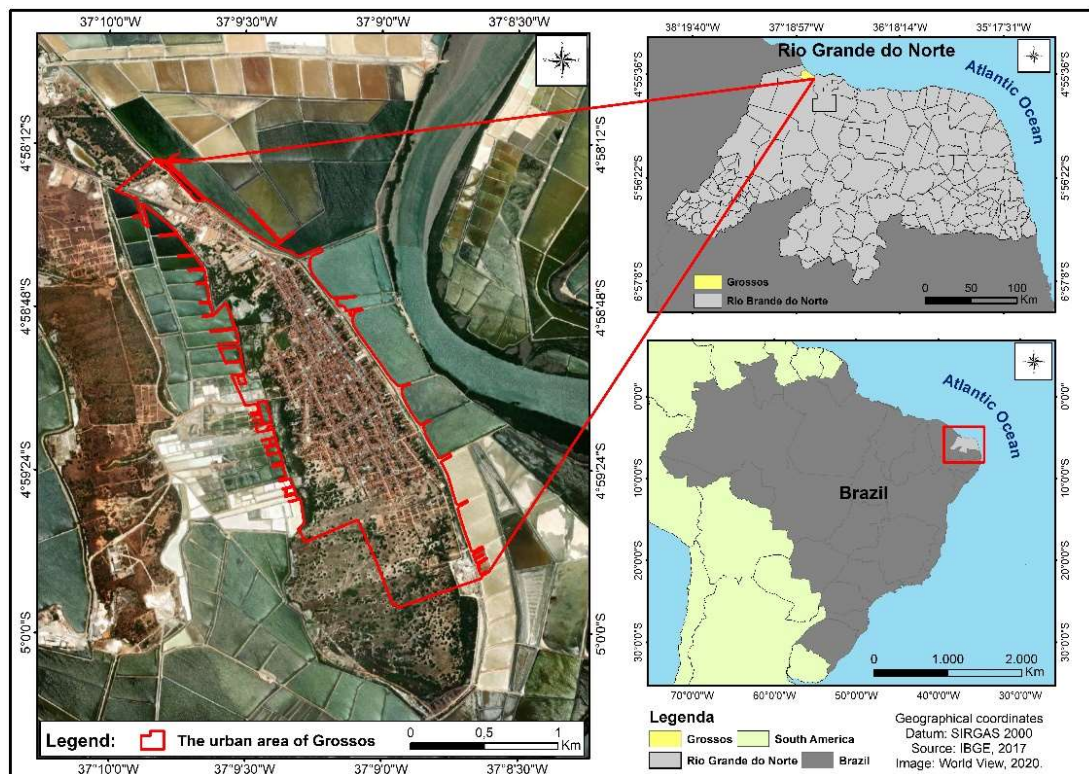 37°10'0"W 37°9'30"W 37°9'0"W 37°8'30"W
4°58'12"S
4°58'48"S
4°59'24"S
5°0'0"S
4°58'12"S
4°58'48"S
4°59'24"S
5°0'0"S
Legend: The urban area of Grossos
0 0,5 1
Km
37°10'0"W 37°9'30"W 37°9'0"W 37°8'30"W
38°19'40"W 37°18'57"W 36°18'14"W 35°17'31"W
Rio Grande do Norte
Atlantic Ocean
4°55'36"S
5°56'22"S
6°57'8"S
4°55'36"S
5°56'22"S
6°57'8"S
Grossos
Rio Grande do Norte
0 50 100
Km
Atlantic Ocean
Brazil
0°0'0"
10°0'0"S
20°0'0"S
30°0'0"S
0°0'0"
10°0'0"S
20°0'0"S
30°0'0"S
0 1.000 2.000
Km
70°0'0"W 60°0'0"W 50°0'0"W 40°0'0"W 30°0'0"W
Legenda
Grossos South America
Rio Grande do Norte Brazil
Geographical coordinates
Datum: SIRGAS 2000
Source: IBGE, 2017
Image: World View, 2020.